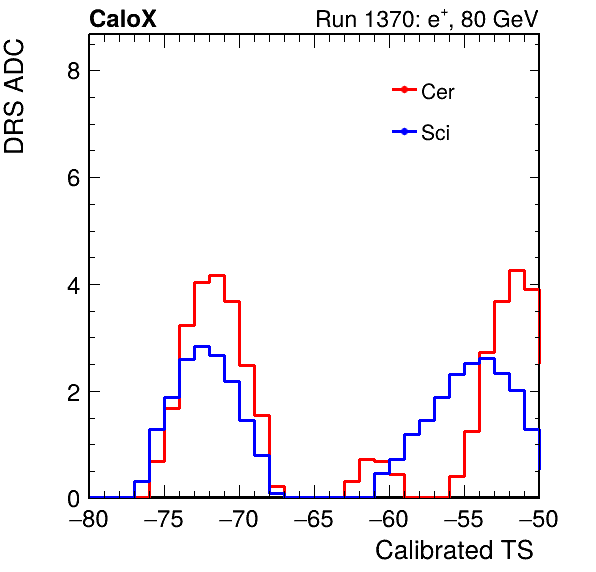 CaloX Run 1370: e⁺, 80 GeV
DRS ADC
8
6
4
2
0
Cer
Sci
−80 −75 −70 −65 −60 −55 −50
Calibrated TS